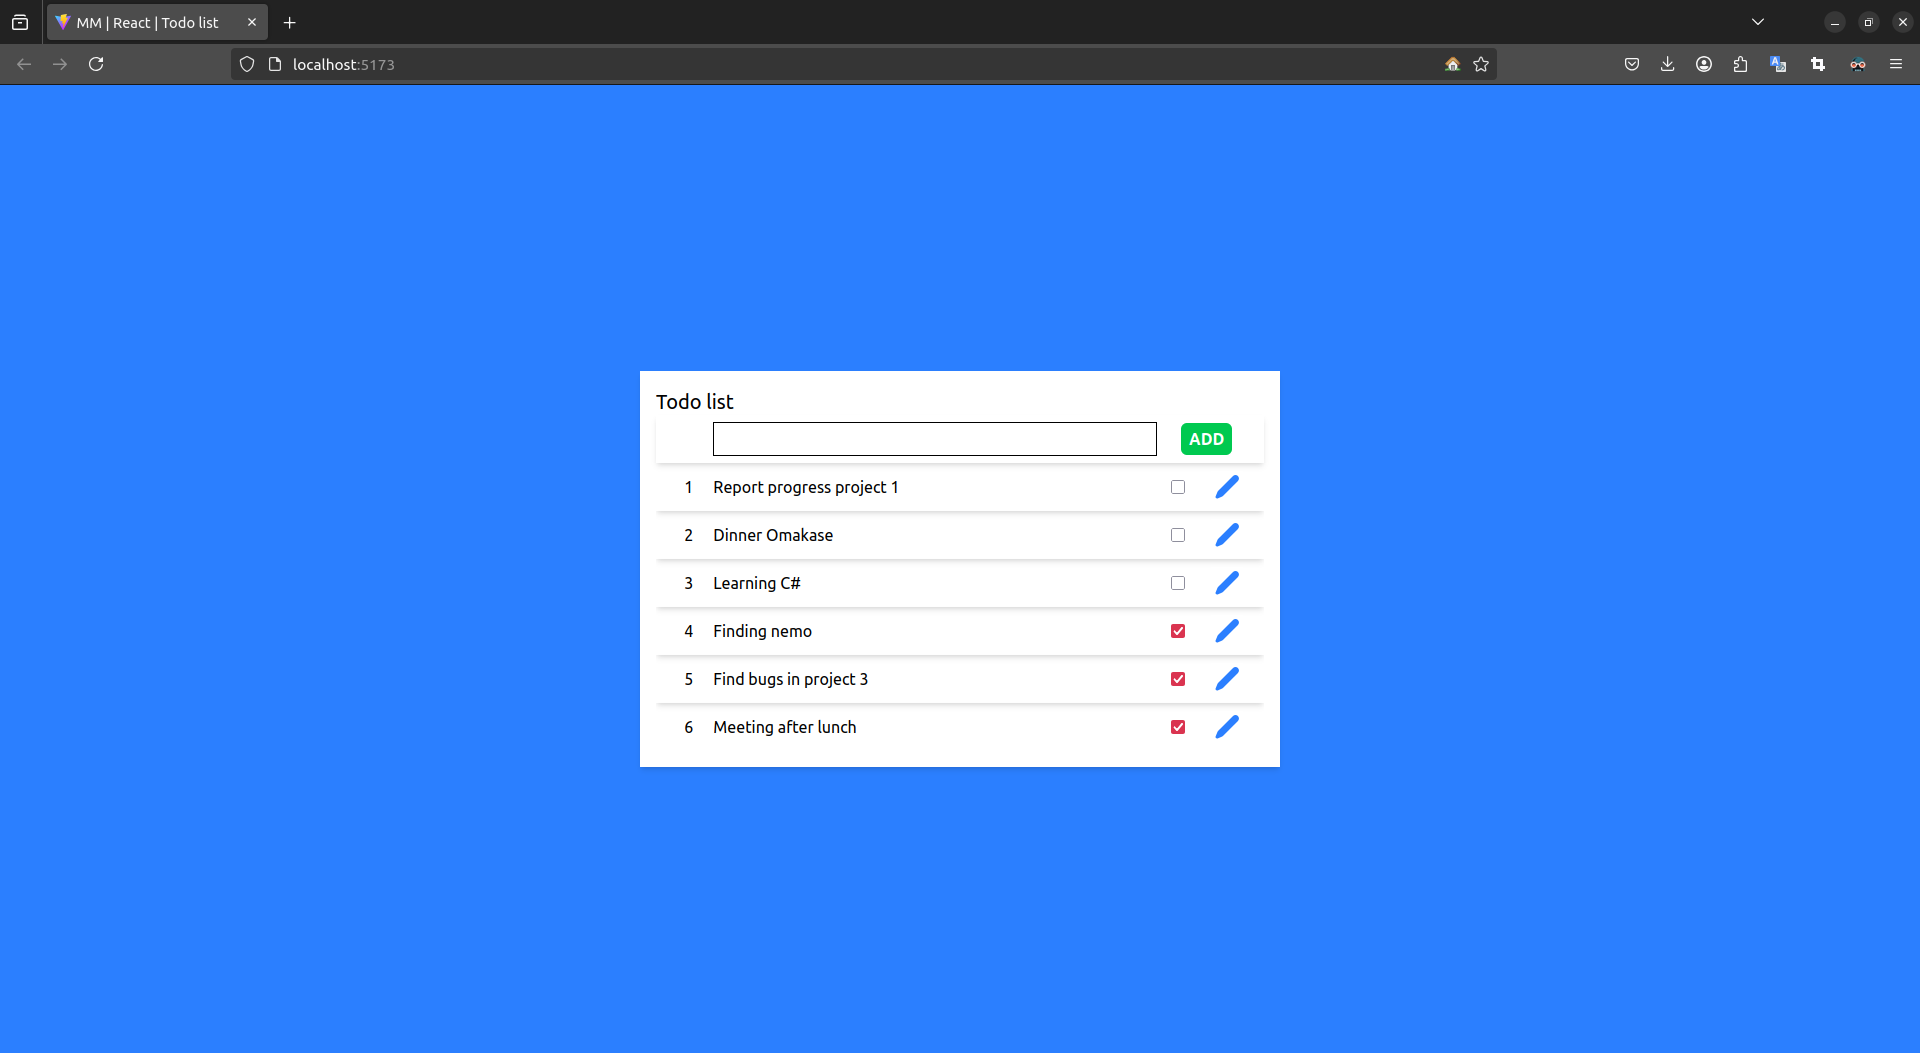 MM | React | Todo list
localhost:5173
Todo list
ADD
1 Report progress project 1
2 Dinner Omakase
3 Learning C#
4 Finding nemo
5 Find bugs in project 3
6 Meeting after lunch